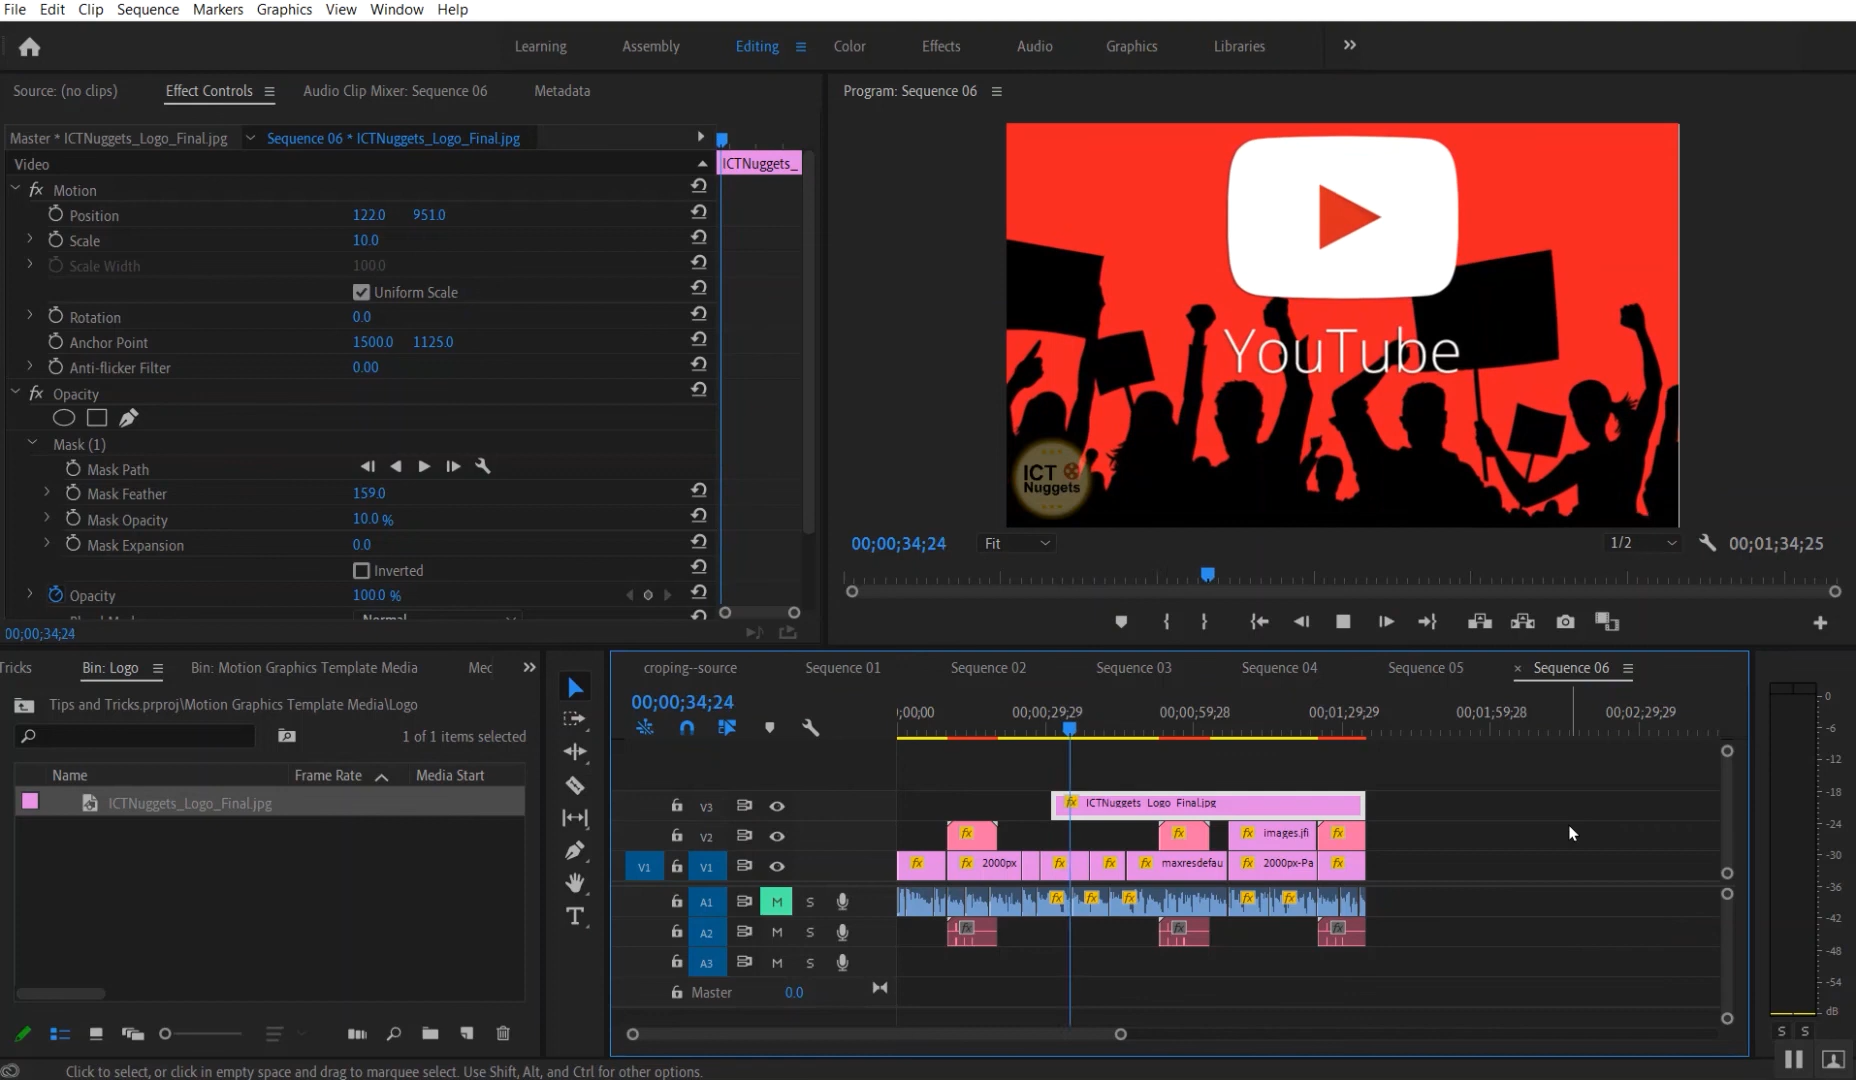 File Edit Clip Sequence Markers Graphics View Window Help
Learning Assembly Editing Color Effects Audio Graphics Libraries
Source: (no clips) Effect Controls Audio Clip Mixer: Sequence 06 Metadata
Program: Sequence 06
Master * ICTNuggets_Logo_Final.jpg Sequence 06 * ICTNuggets_Logo_Final.jpg
Video ICTNuggets_
fx Motion
Position 122.0 951.0
Scale 10.0
Scale Width 100.0
Uniform Scale
Rotation 0.0
Anchor Point 1500.0 1125.0
Anti-flicker Filter 0.00
fx Opacity
Mask (1)
Mask Path
Mask Feather 159.0
Mask Opacity 10.0 %
Mask Expansion 0.0
Inverted
Opacity 100.0 %
Normal
00;00;34;24
YouTube
ICT
Nuggets
00;00;34;24 Fit 1/2 00;01;34;25
Tricks Bin: Logo Bin: Motion Graphics Template Media Mec
Tips and Tricks.prproj\Motion Graphics Template Media\Logo
1 of 1 items selected
Name Frame Rate Media Start
ICTNuggets_Logo_Final.jpg
croping--source Sequence 01 Sequence 02 Sequence 03 Sequence 04 Sequence 05 × Sequence 06
00;00;34;24
;00;00 00;00;29;29 00;00;59;28 00;01;29;29 00;01;59;28 00;02;29;29
V3 fx ICTNuggets_Logo_Final.jpg
V2 fx fx fx images.jfi fx
V1 V1 fx fx 2000px fx fx fx maxresdefau fx 2000px-Pa fx
A1 M S fx fx fx fx fx
A2 M S fx fx fx
A3 M S
Master 0.0
0
-6
-12
-18
-24
-30
-36
-42
-48
-54
dB
S S
Click to select, or click in empty space and drag to marquee select. Use Shift, Alt, and Ctrl for other options.